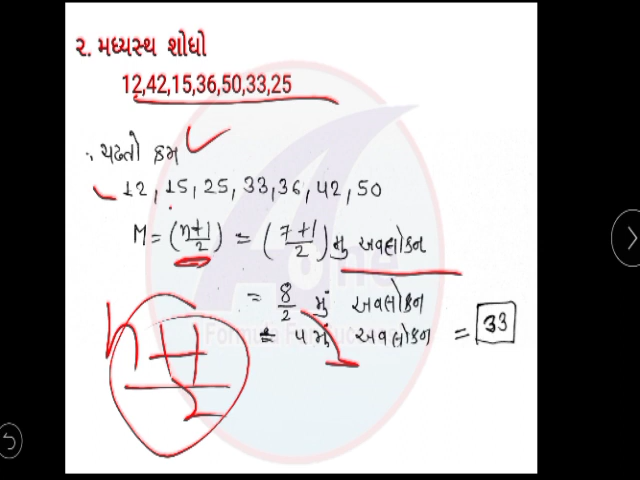 ૨. મધ્યસ્થ શોધો
12,42,15,36,50,33,25
∴ ચઢતો ક્રમ
12, 15, 25, 33, 36, 42, 50
M = (n+1/2) = (7+1/2) મુ અવલોકન
= 8/2 મું અવલોકન
= ૪ મું અવલોકન = 33
n+1/2